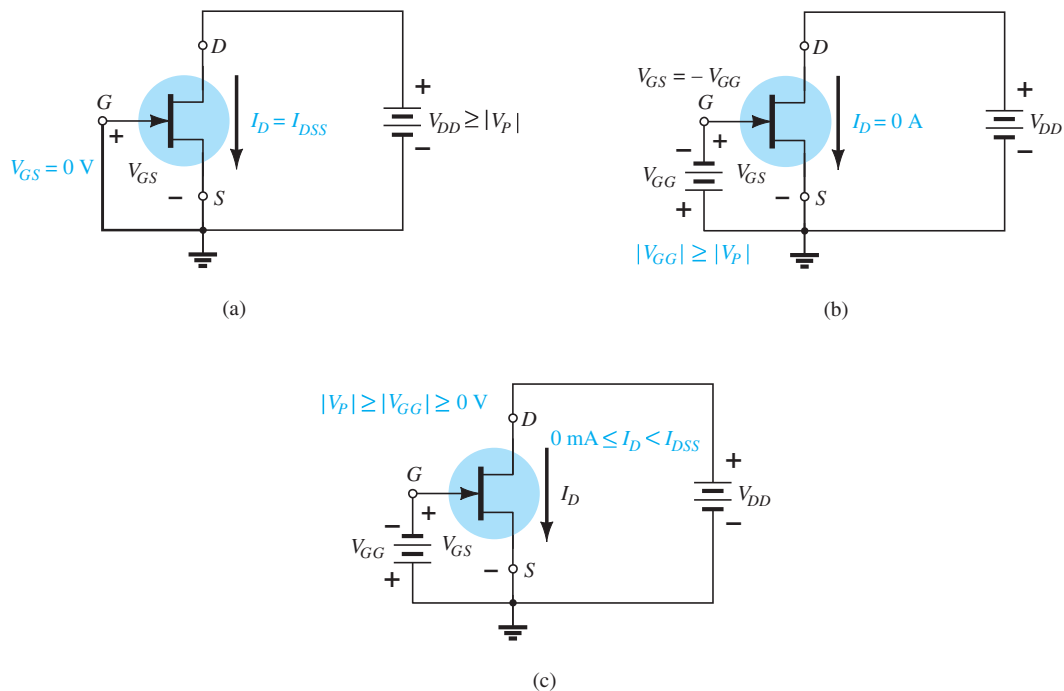 D
V_GS = – V_GG
D
G
+
I_D = I_DSS
+
V_DD ≥ |V_P|
–
V_GS = 0 V
V_GS
–
S
(a)
G
–
+
I_D = 0 A
+
V_DD
–
V_GG
V_GS
+
–
S
|V_GG| ≥ |V_P|
(b)
|V_P| ≥ |V_GG| ≥ 0 V
D
0 mA ≤ I_D < I_DSS
G
–
+
I_D
+
V_DD
–
V_GG
V_GS
+
–
S
(c)